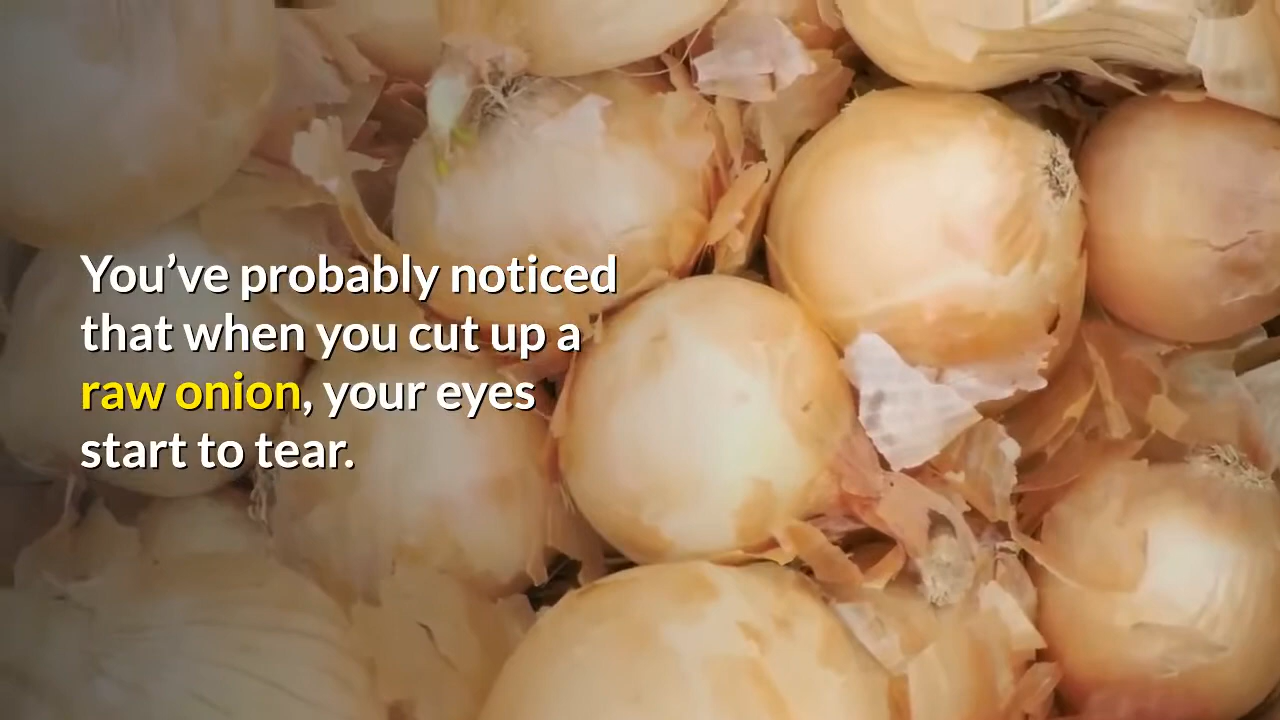 You’ve probably noticed
that when you cut up a
raw onion, your eyes
start to tear.